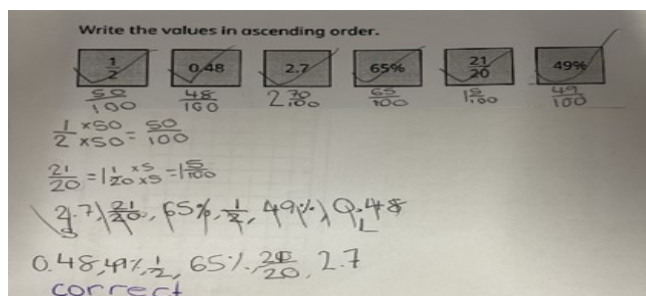 Write the values in ascending order.
1/2 0.48 2.7 65% 21/20 49%
50/100 48/100 2 70/100 65/100 1 5/100 49/100
1/2 ×50 ×50 = 50/100
21/20 = 1 1/20 ×5 ×5 = 1 5/100
2.7, 21/20, 65%, 1/2, 49%, 0.48
0.48, 49%, 1/2, 65%, 21/20, 2.7
correct